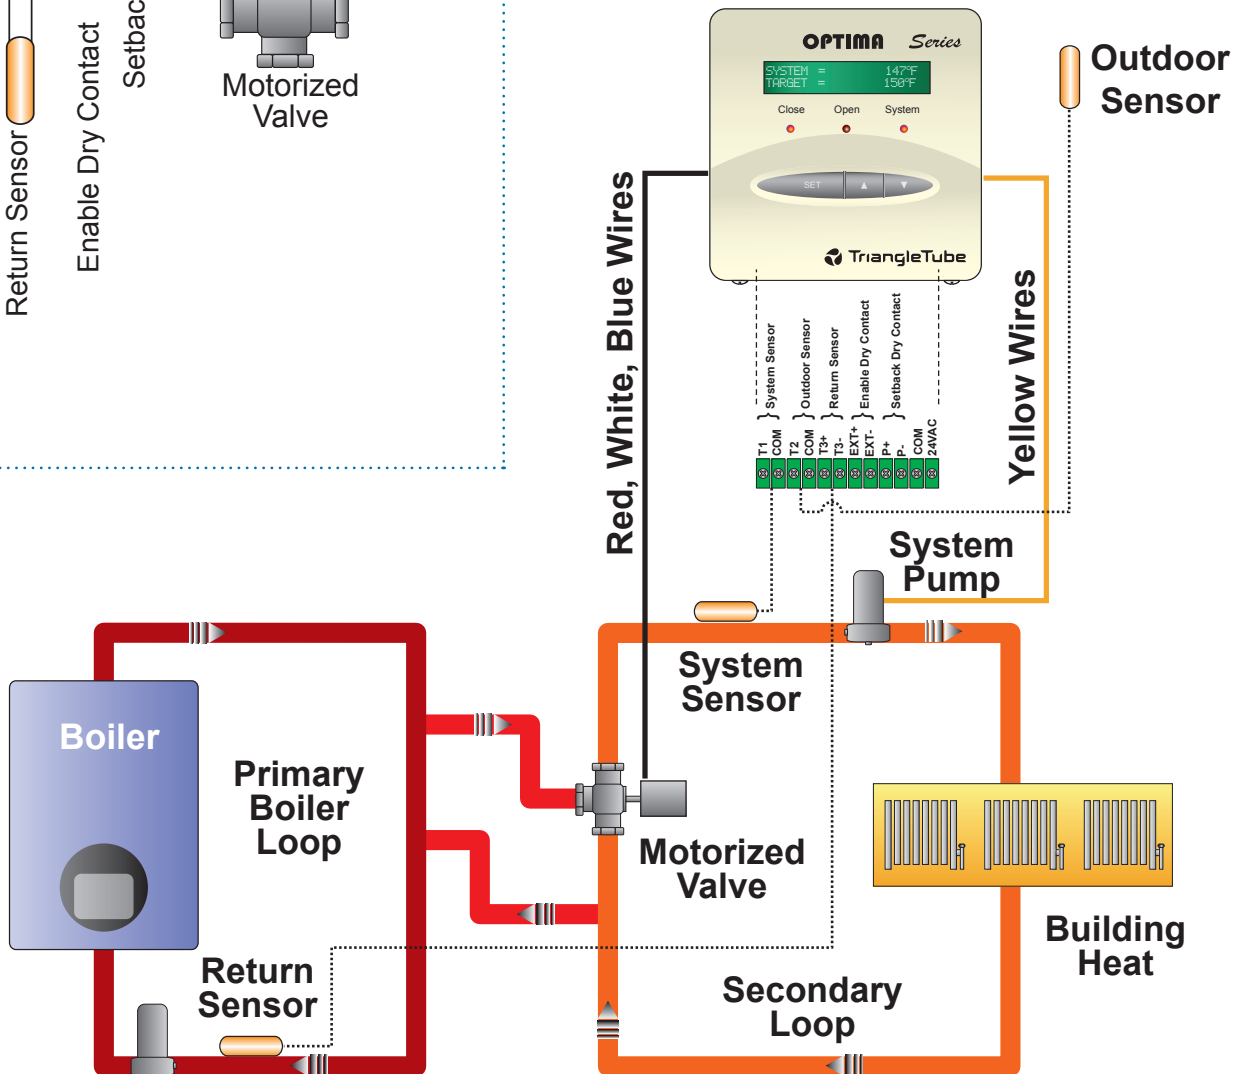 Return Sensor
Enable Dry Contact
Setbac
Motorized
Valve
OPTIMA Series
SYSTEM = 147°F
TARGET = 150°F
Close Open System
SET
TriangleTube
Outdoor
Sensor
Red, White, Blue Wires
Yellow Wires
System Sensor
Outdoor Sensor
Return Sensor
Enable Dry Contact
Setback Dry Contact
T1
COM
T2
COM
T3+
T3-
EXT+
EXT-
P+
P-
COM
24VAC
System
Pump
System
Sensor
Boiler
Primary
Boiler
Loop
Motorized
Valve
Building
Heat
Return
Sensor
Secondary
Loop